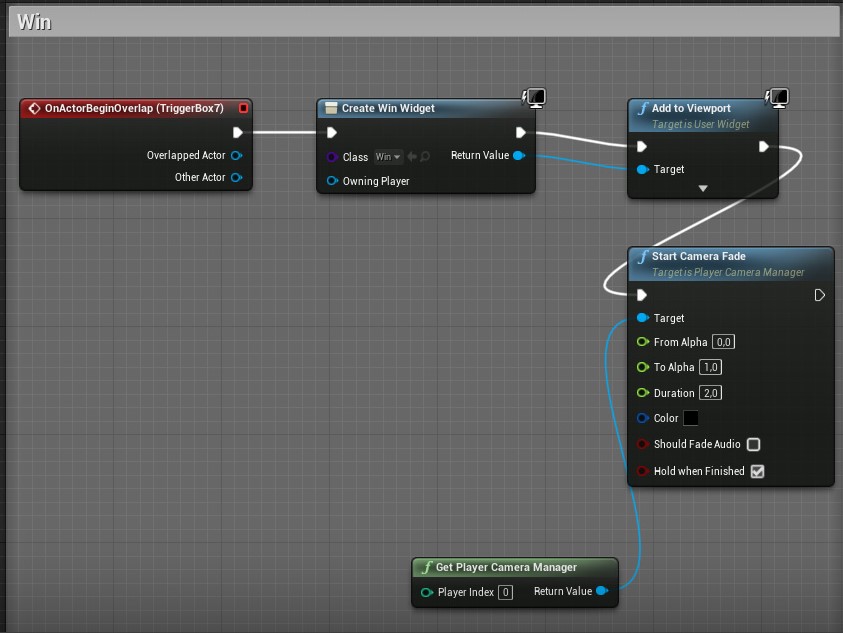 Win
OnActorBeginOverlap (TriggerBox7)
Overlapped Actor
Other Actor
Create Win Widget
Class Win
Return Value
Owning Player
Add to Viewport
Target is User Widget
Target
Start Camera Fade
Target is Player Camera Manager
Target
From Alpha 0,0
To Alpha 1,0
Duration 2,0
Color
Should Fade Audio
Hold when Finished
Get Player Camera Manager
Player Index 0
Return Value